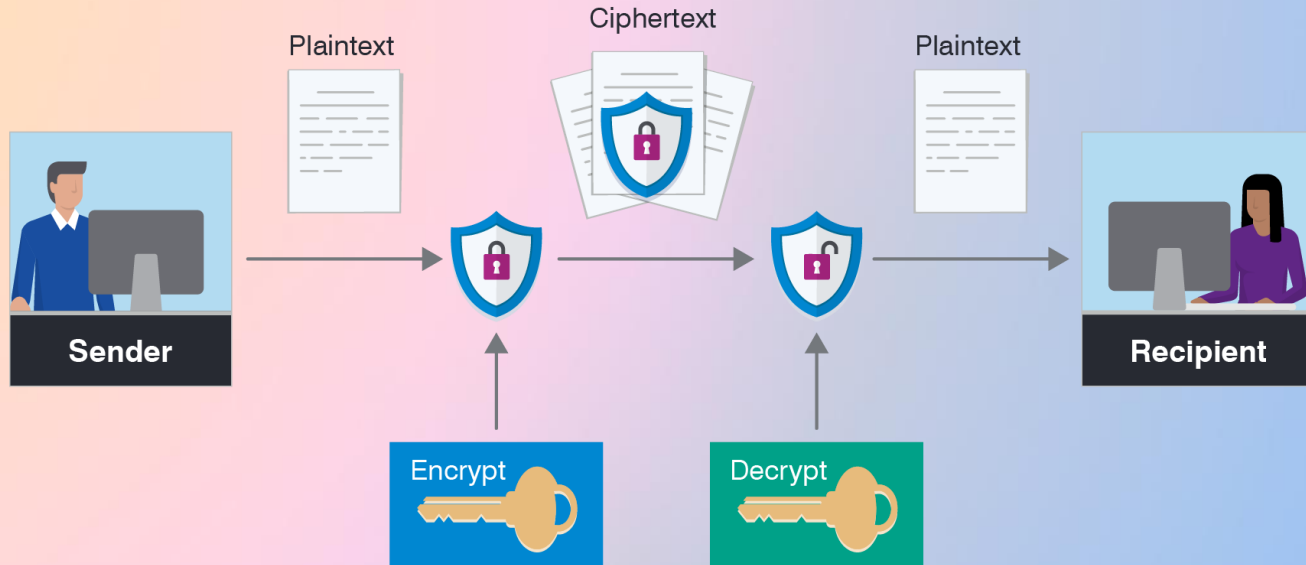 Ciphertext
Plaintext
Plaintext
Sender
Recipient
Encrypt
Decrypt